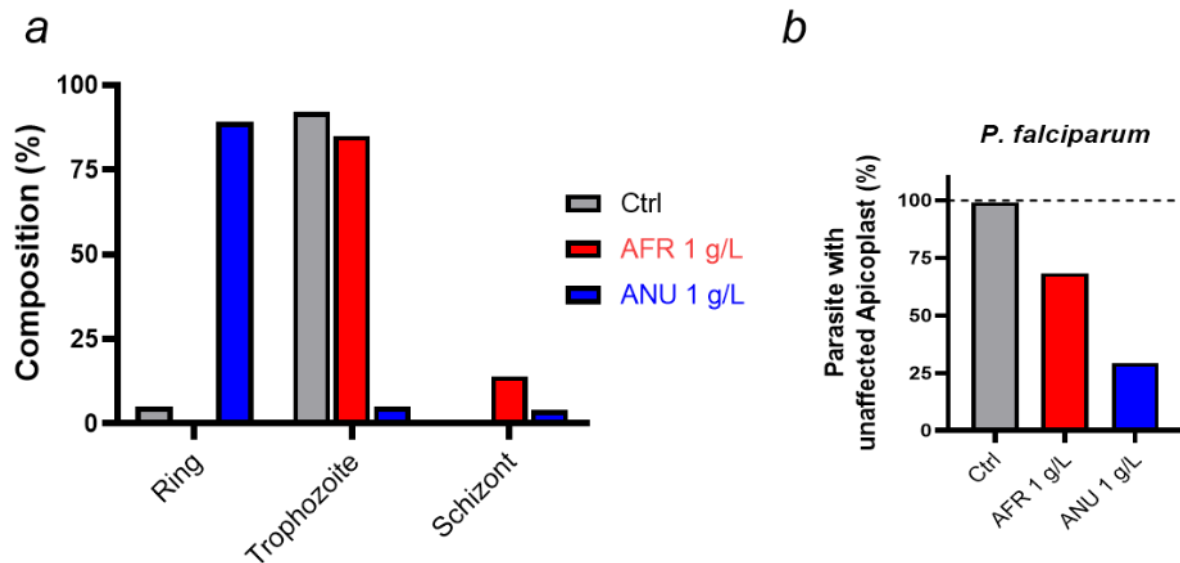 a
Composition (%)
100
75
50
25
0
Ring
Trophozoite
Schizont
Ctrl
AFR 1 g/L
ANU 1 g/L
b
P. falciparum
Parasite with
unaffected Apicoplast (%)
100
75
50
25
0
Ctrl
AFR 1 g/L
ANU 1 g/L